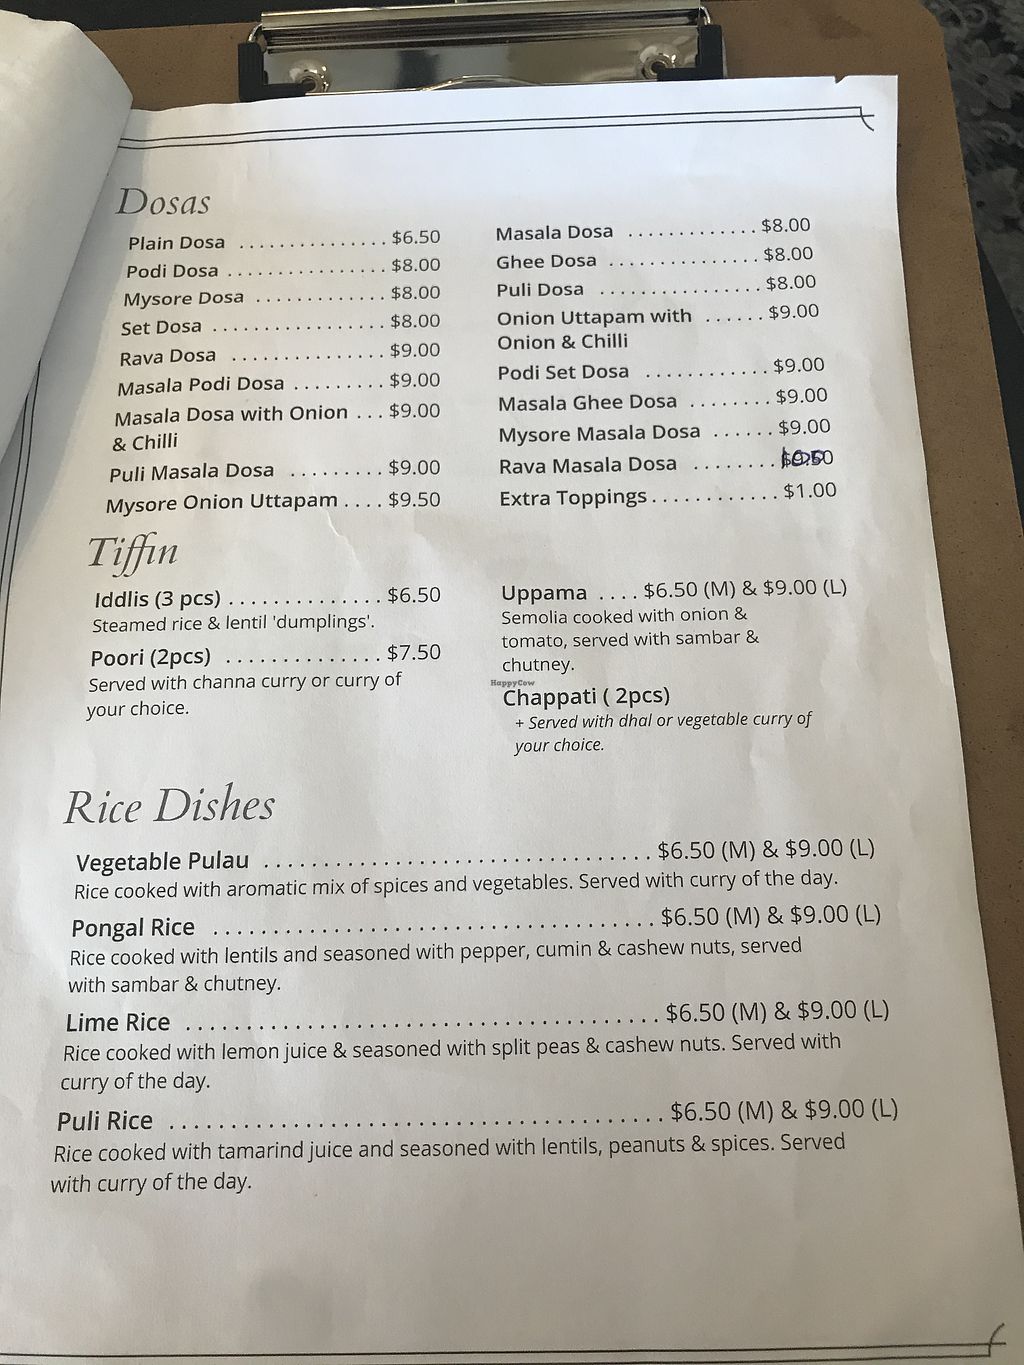 Dosas
Plain Dosa ............... $6.50
Podi Dosa ................ $8.00
Mysore Dosa ............. $8.00
Set Dosa ................. $8.00
Rava Dosa ............... $9.00
Masala Podi Dosa ......... $9.00
Masala Dosa with Onion ... $9.00
& Chilli
Puli Masala Dosa ......... $9.00
Mysore Onion Uttapam .... $9.50
Masala Dosa ............. $8.00
Ghee Dosa ............... $8.00
Puli Dosa ................ $8.00
Onion Uttapam with ...... $9.00
Onion & Chilli
Podi Set Dosa ............ $9.00
Masala Ghee Dosa ........ $9.00
Mysore Masala Dosa ...... $9.00
Rava Masala Dosa ........
Extra Toppings ............. $1.00
Tiffin
Iddlis (3 pcs) .............. $6.50
Steamed rice & lentil 'dumplings'.
Poori (2pcs) .............. $7.50
Served with channa curry or curry of
your choice.
Uppama .... $6.50 (M) & $9.00 (L)
Semolia cooked with onion &
tomato, served with sambar &
chutney.
HappyCow
Chappati ( 2pcs)
+ Served with dhal or vegetable curry of
your choice.
Rice Dishes
Vegetable Pulau ................................ $6.50 (M) & $9.00 (L)
Rice cooked with aromatic mix of spices and vegetables. Served with curry of the day.
Pongal Rice .................................... $6.50 (M) & $9.00 (L)
Rice cooked with lentils and seasoned with pepper, cumin & cashew nuts, served
with sambar & chutney.
Lime Rice ....................................... $6.50 (M) & $9.00 (L)
Rice cooked with lemon juice & seasoned with split peas & cashew nuts. Served with
curry of the day.
Puli Rice ......................................... $6.50 (M) & $9.00 (L)
Rice cooked with tamarind juice and seasoned with lentils, peanuts & spices. Served
with curry of the day.